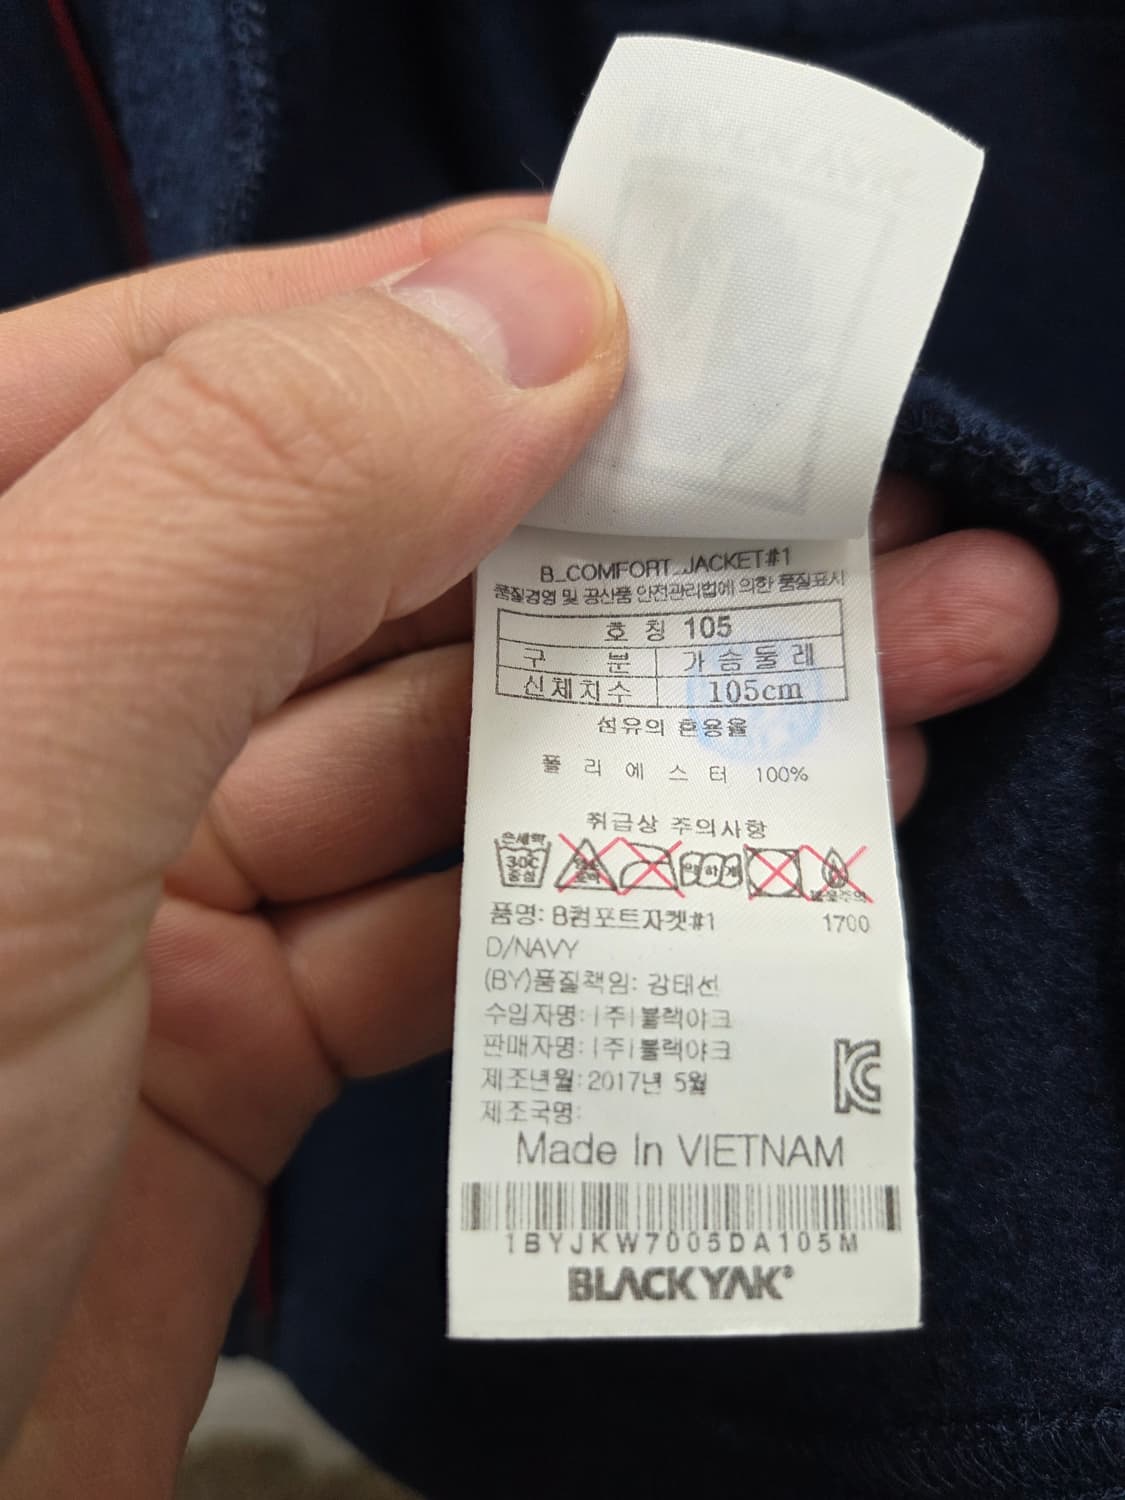 B_COMFORT_JACKET#1
품질경영 및 공산품 안전관리법에 의한 품질표시
호 칭 105
구 분 가슴둘레
신체치수 105cm
섬유의 혼용율
폴 리 에 스 터 100%
취급상 주의사항
손세탁
30C
중성
약하게
품명: B컴포트자켓#1 1700
D/NAVY
(BY)품질책임: 강태선
수입자명: (주)블랙야크
판매자명: (주)블랙야크
제조년월: 2017년 5월
제조국명:
Made In VIETNAM
1BYJKW7005DA105M
BLACKYAK®